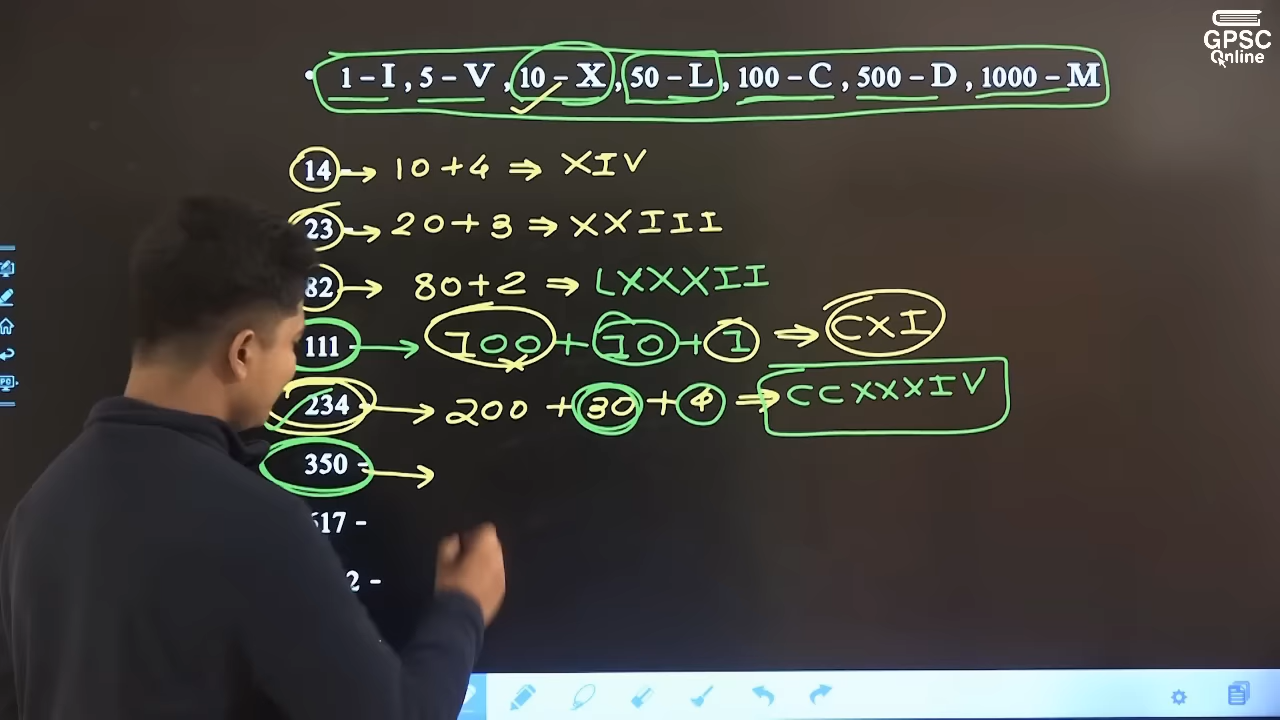 GPSC
Online
• 1 – I , 5 – V , 10 – X , 50 – L , 100 – C , 500 – D , 1000 – M
14 - → 10 + 4 ⇒ XIV
23 - → 20 + 3 ⇒ XXIII
82 → 80 + 2 ⇒ LXXXII
111 → 100 + 10 + 1 ⇒ CXI
234 → 200 + 30 + 4 ⇒ CCXXXIV
350 - →